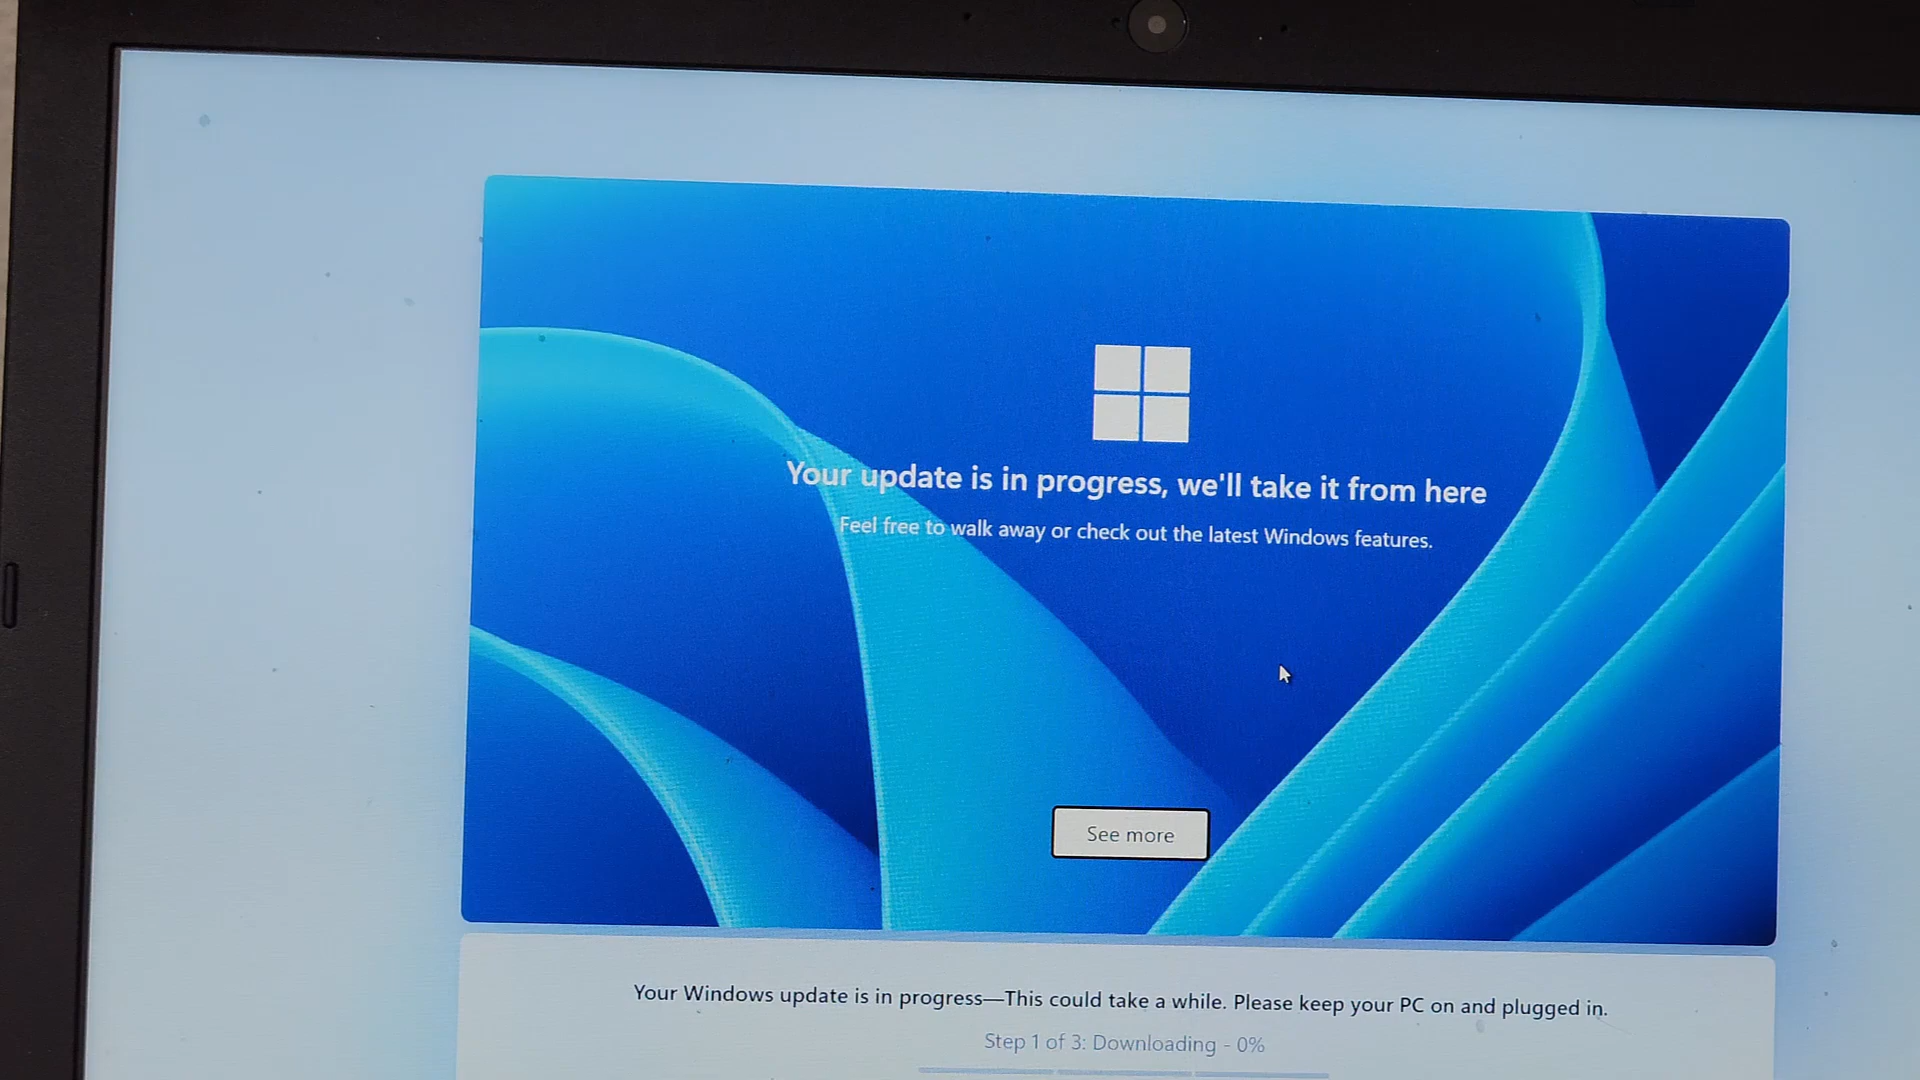 Your update is in progress, we'll take it from here
Feel free to walk away or check out the latest Windows features.
See more
Your Windows update is in progress—This could take a while. Please keep your PC on and plugged in.
Step 1 of 3: Downloading - 0%